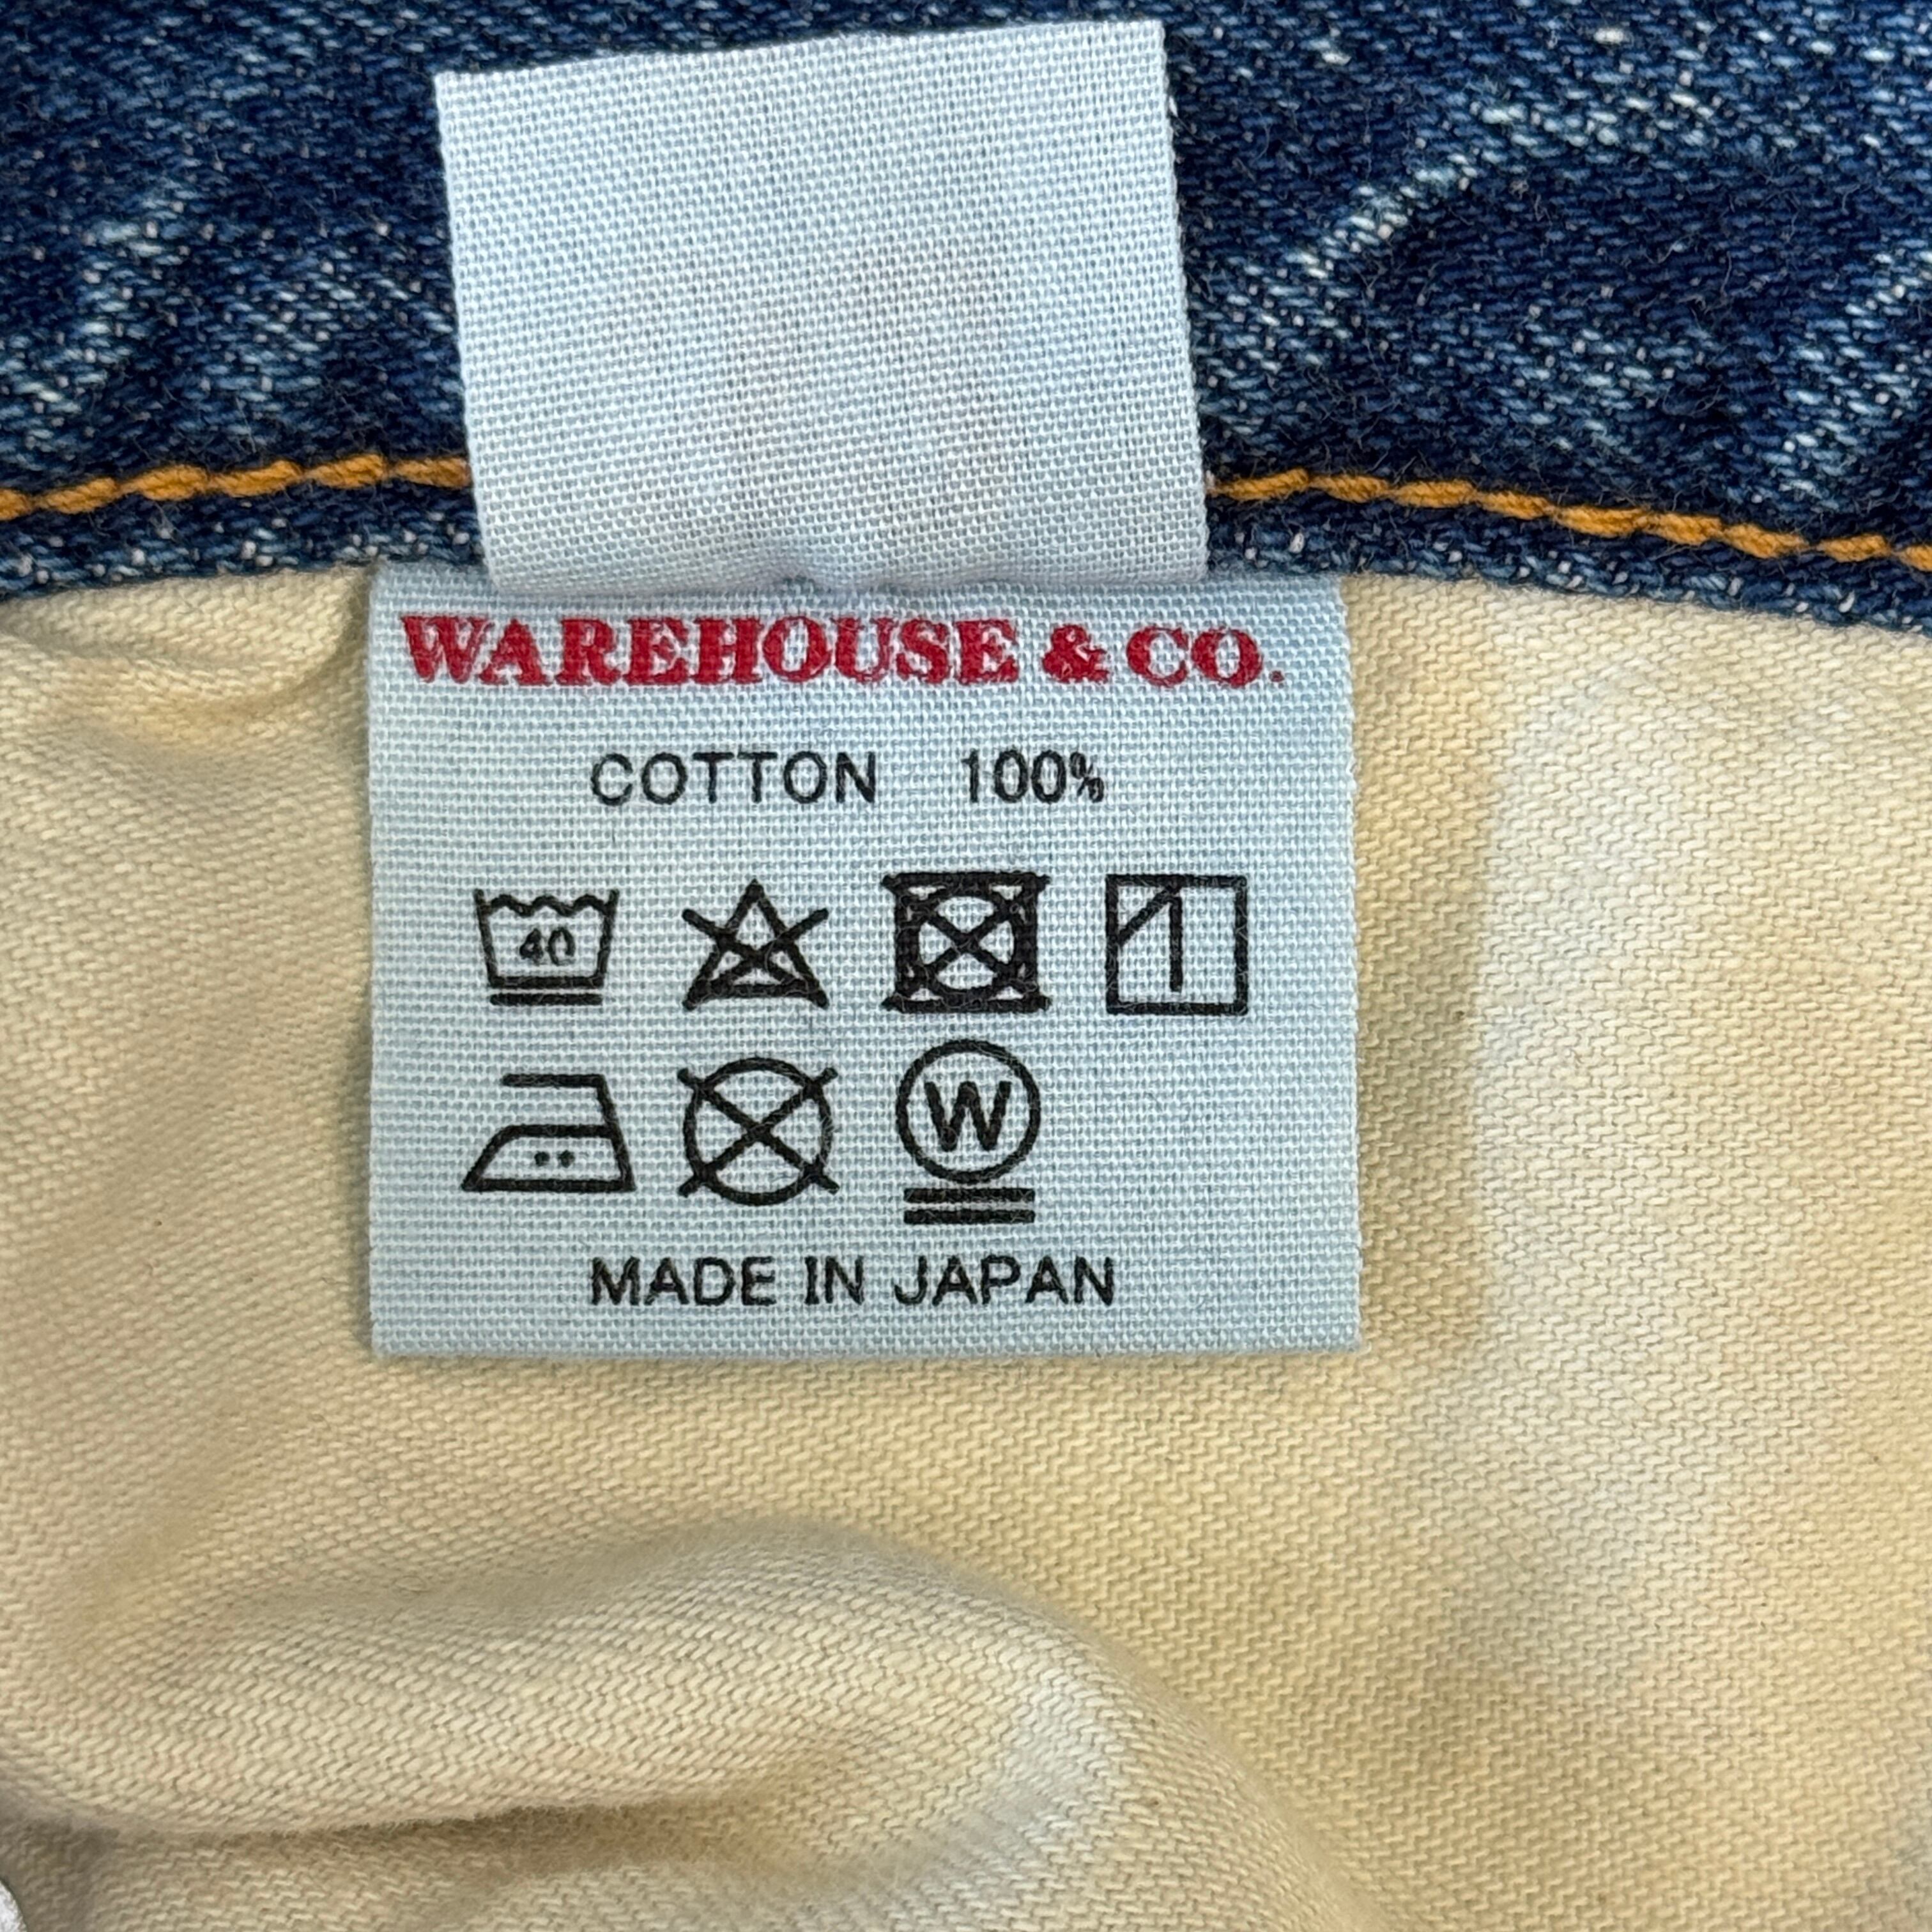 WAREHOUSE & CO.
COTTON 100%
40
W
MADE IN JAPAN